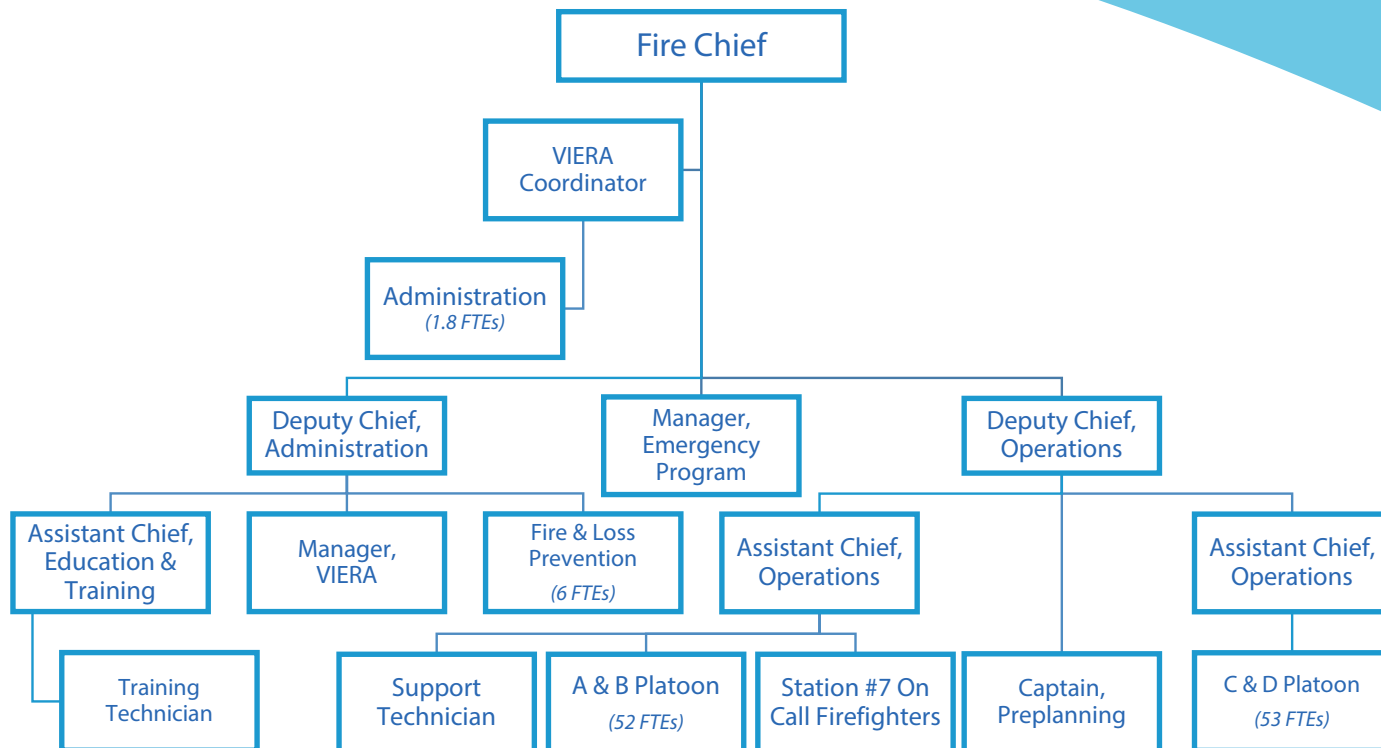 Fire Chief
VIERA
Coordinator
Administration
(1.8 FTEs)
Deputy Chief,
Administration
Manager,
Emergency
Program
Deputy Chief,
Operations
Assistant Chief,
Education &
Training
Manager,
VIERA
Fire & Loss
Prevention
(6 FTEs)
Assistant Chief,
Operations
Assistant Chief,
Operations
Training
Technician
Support
Technician
A & B Platoon
(52 FTEs)
Station #7 On
Call Firefighters
Captain,
Preplanning
C & D Platoon
(53 FTEs)